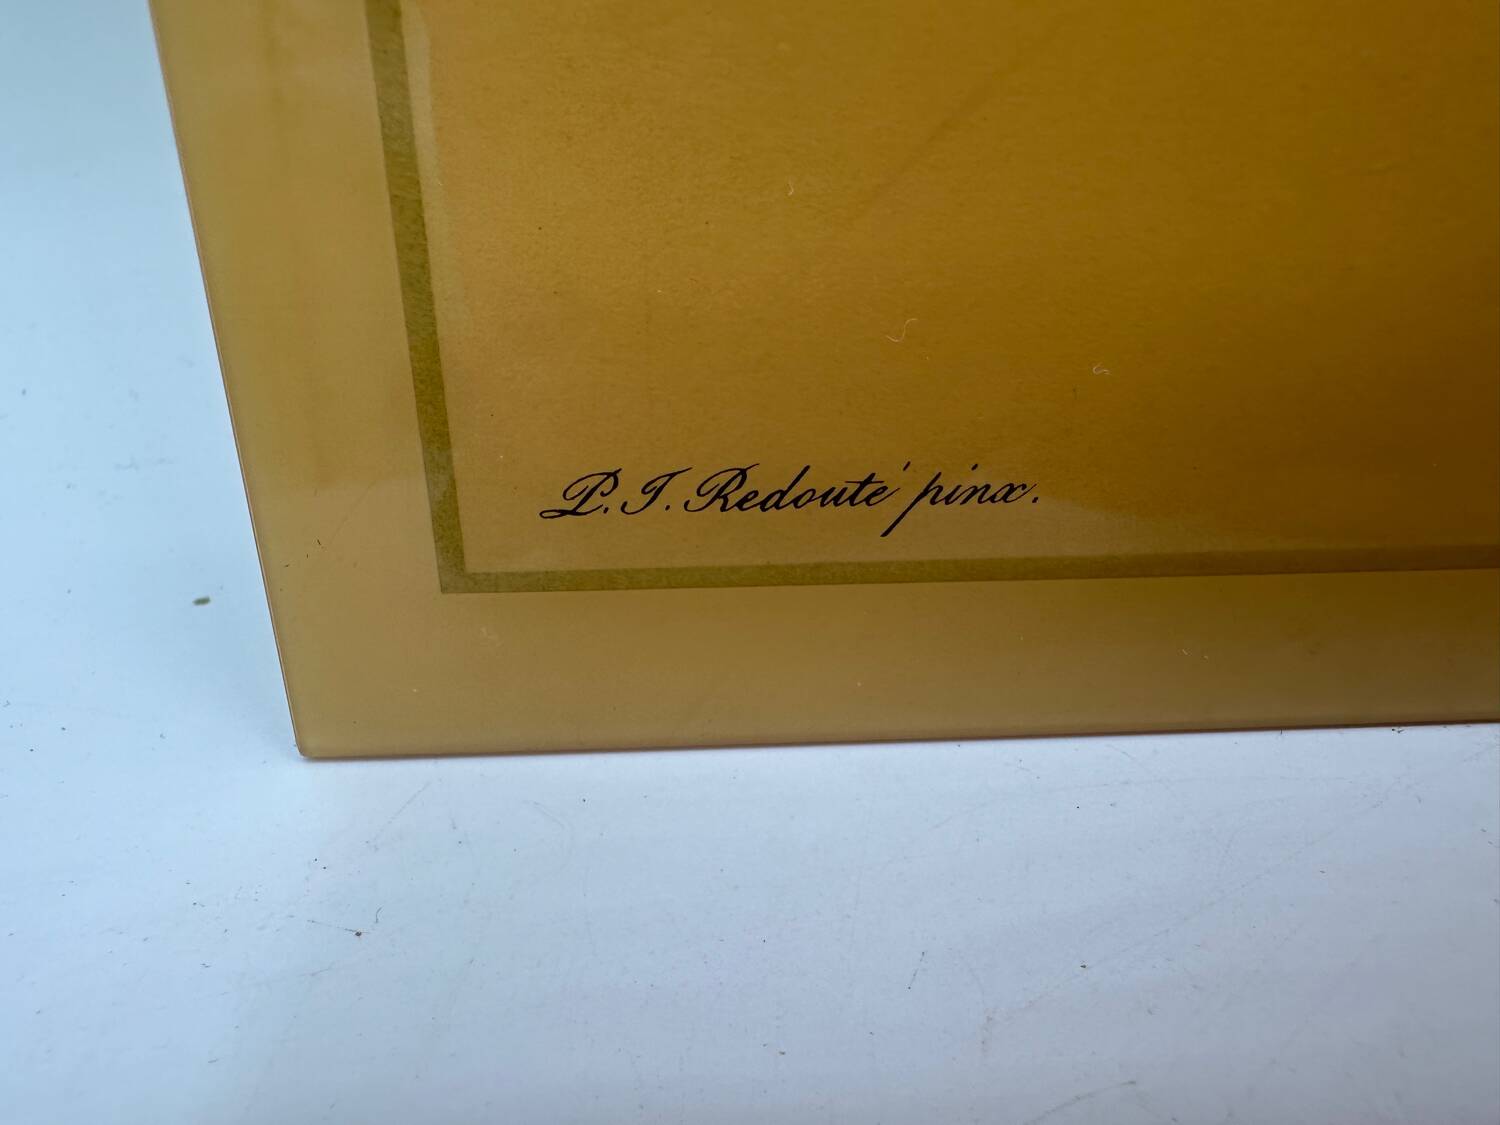 P. J. Redouté pinx.